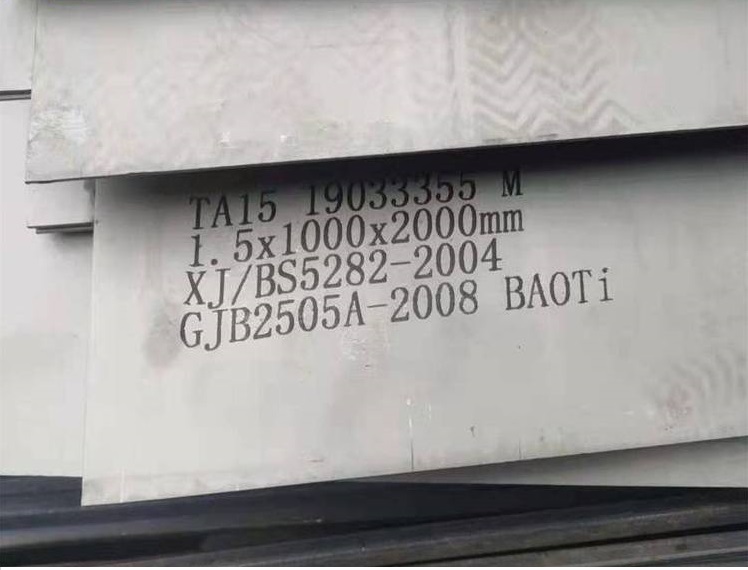 TA15 19033355 M
1.5x1000x2000mm
XJ/BS5282-2004
GJB2505A-2008 BAOTi